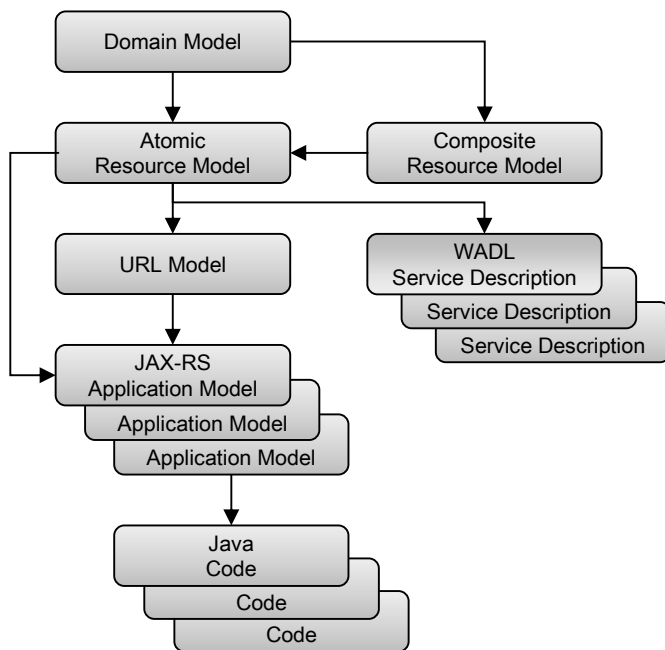 Domain Model
Atomic
Resource Model
Composite
Resource Model
URL Model
WADL
Service Description
Service Description
Service Description
JAX-RS
Application Model
Application Model
Application Model
Java
Code
Code
Code